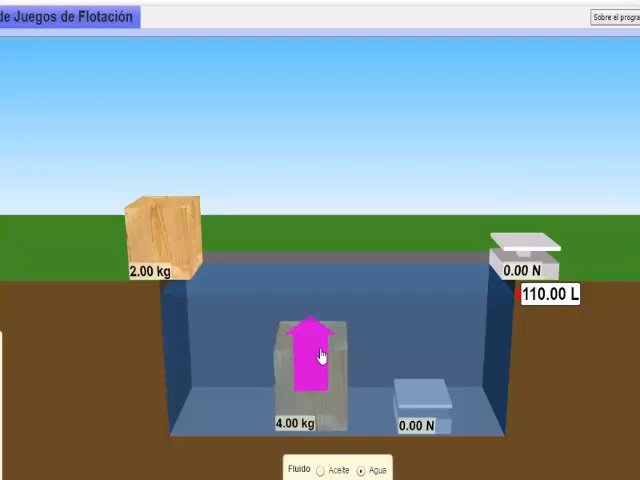 de Juegos de Flotación
Sobre el progra
2.00 kg
0.00 N
110.00 L
4.00 kg
0.00 N
Fluido Aceite Agua